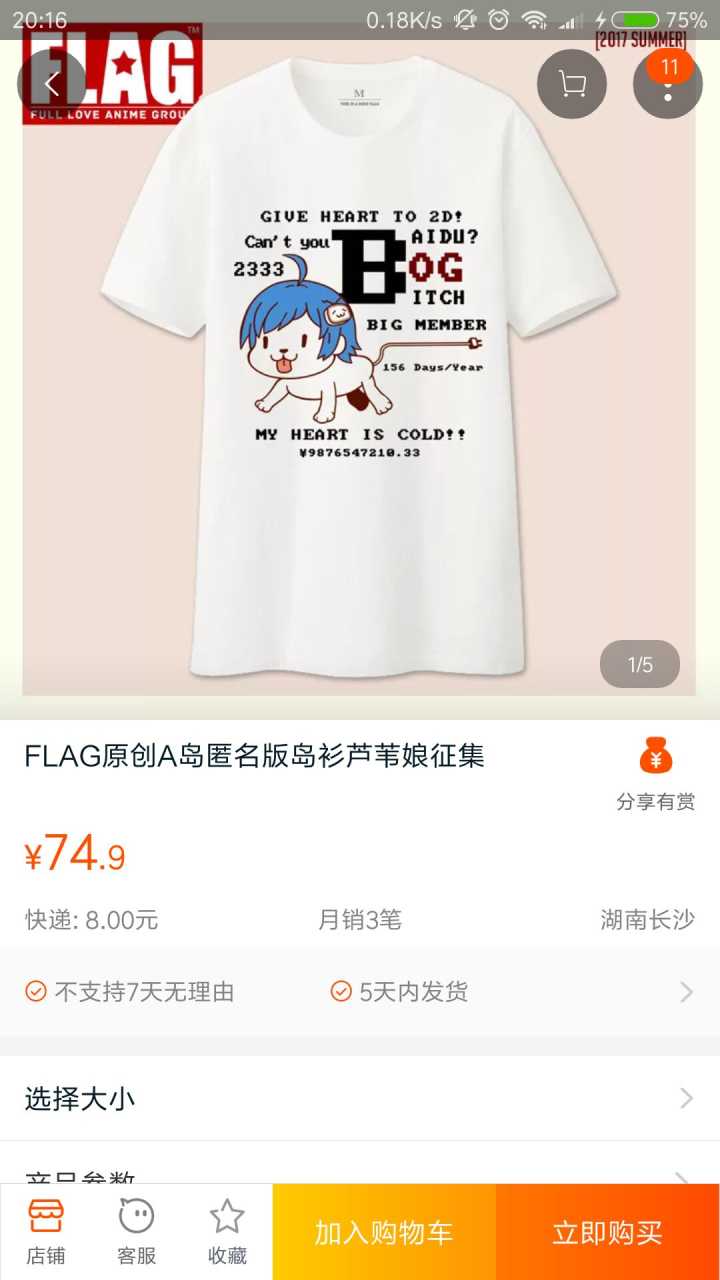 20:16
0.18K/s
75%
FLAG
TM
FULL LOVE ANIME GROU
[2017 SUMMER]
11
M
GIVE HEART TO 2D!
Can't you
B
AIDU?
2333
OG
ITCH
BIG MEMBER
156 Days/Year
MY HEART IS COLD!!
¥9876547210.33
1/5
FLAG原创A岛匿名版岛衫芦苇娘征集
¥
分享有赏
¥74.9
快递: 8.00元
月销3笔
湖南长沙
不支持7天无理由
5天内发货
选择大小
产品参数
店铺
客服
收藏
加入购物车
立即购买